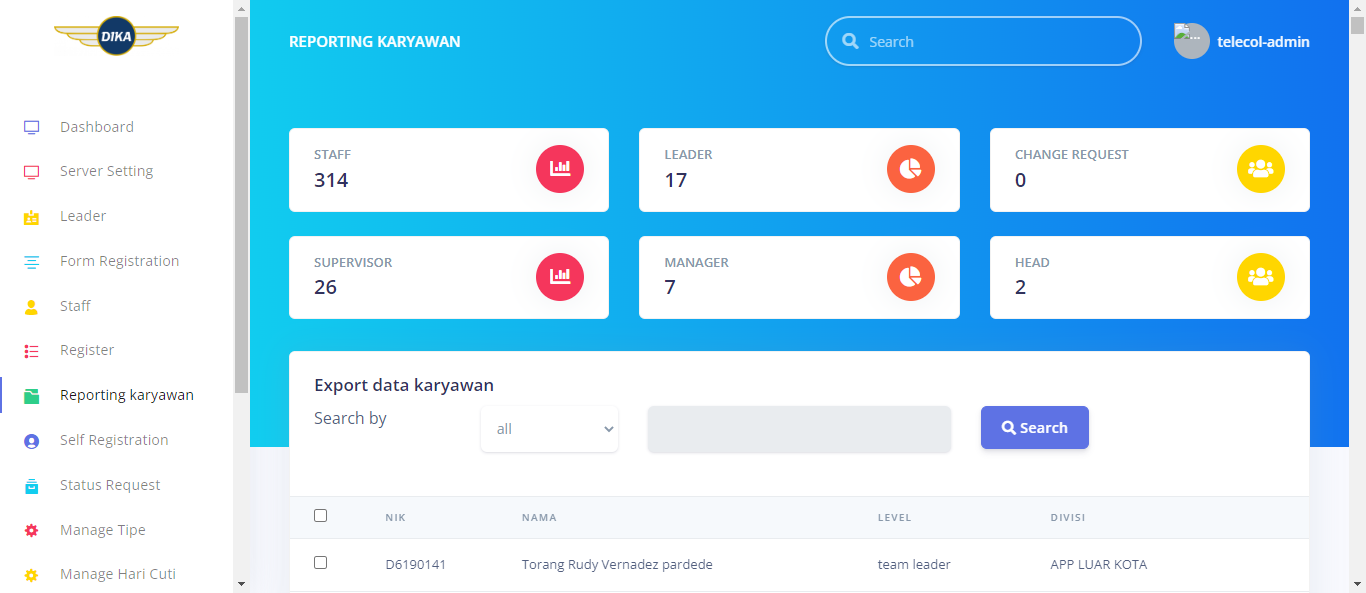 DIKA
Dashboard
Server Setting
Leader
Form Registration
Staff
Register
Reporting karyawan
Self Registration
Status Request
Manage Tipe
Manage Hari Cuti
REPORTING KARYAWAN
Search
...
telecol-admin
STAFF
314
LEADER
17
CHANGE REQUEST
0
SUPERVISOR
26
MANAGER
7
HEAD
2
Export data karyawan
Search by
all
Search
NIK NAMA LEVEL DIVISI
D6190141 Torang Rudy Vernadez pardede team leader APP LUAR KOTA